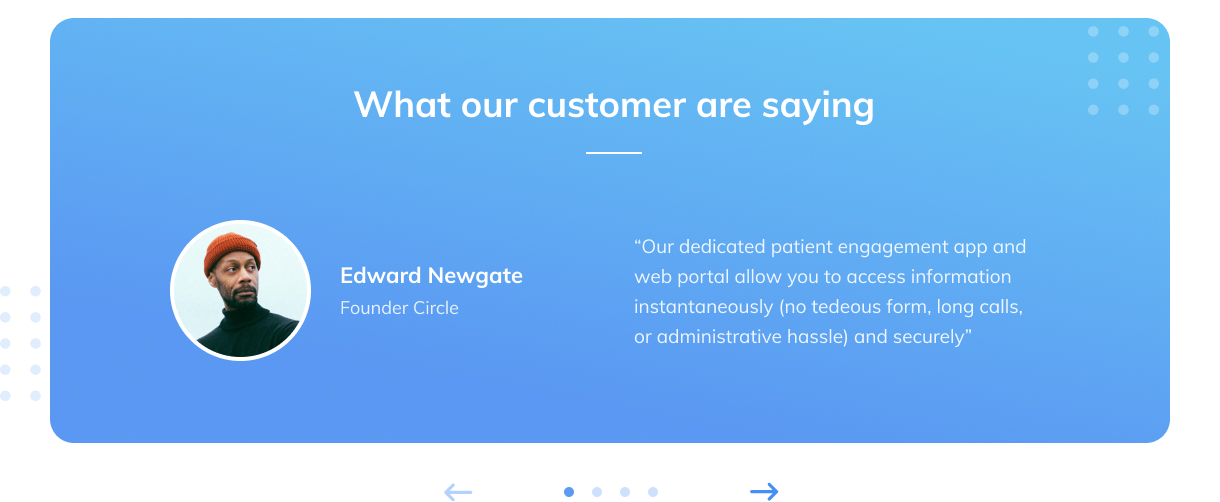 What our customer are saying
Edward Newgate
Founder Circle
“Our dedicated patient engagement app and
web portal allow you to access information
instantaneously (no tedeous form, long calls,
or administrative hassle) and securely”